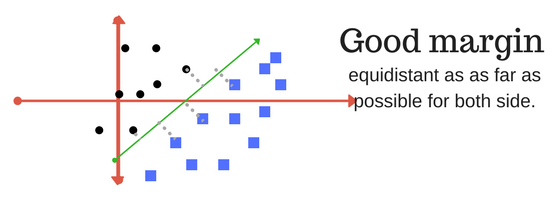 Good margin
equidistant as as far as
possible for both side.